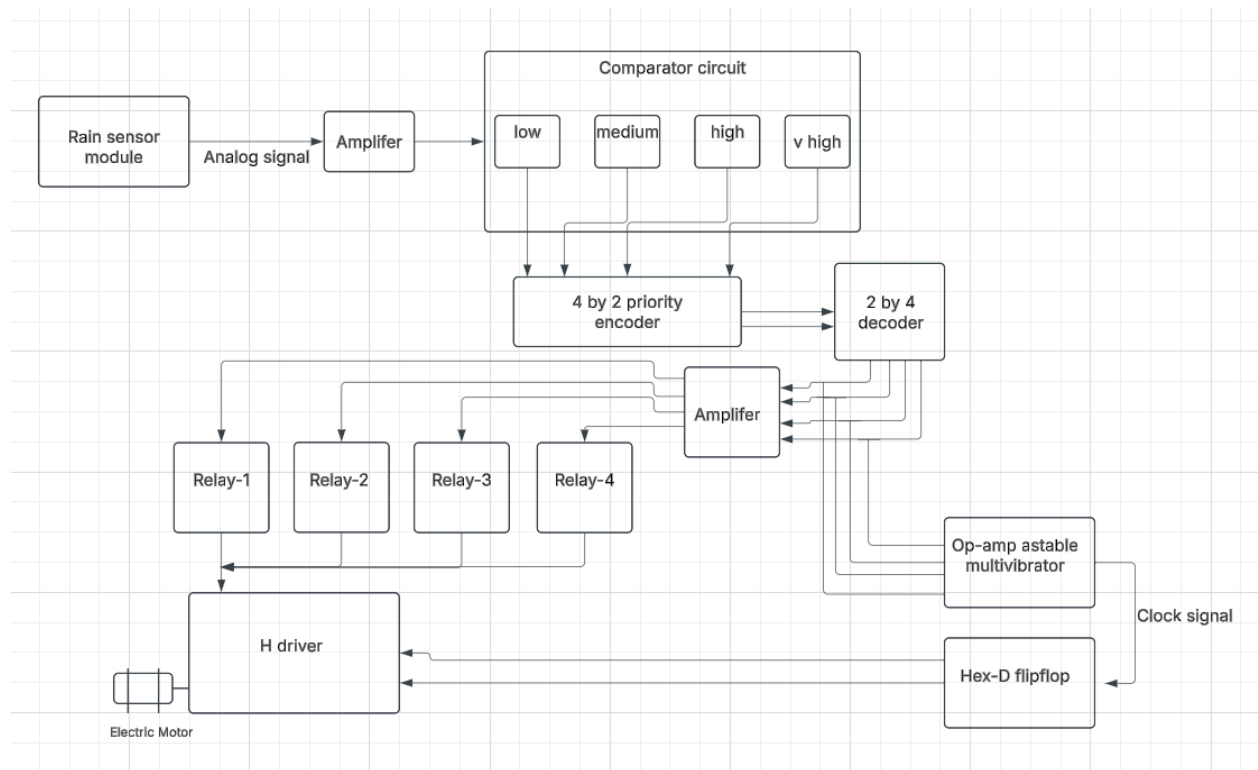 Comparator circuit
Rain sensor
module
Analog signal
Amplifer
low
medium
high
v high
4 by 2 priority
encoder
2 by 4
decoder
Amplifer
Relay-1
Relay-2
Relay-3
Relay-4
Op-amp astable
multivibrator
Clock signal
H driver
Hex-D flipflop
Electric Motor